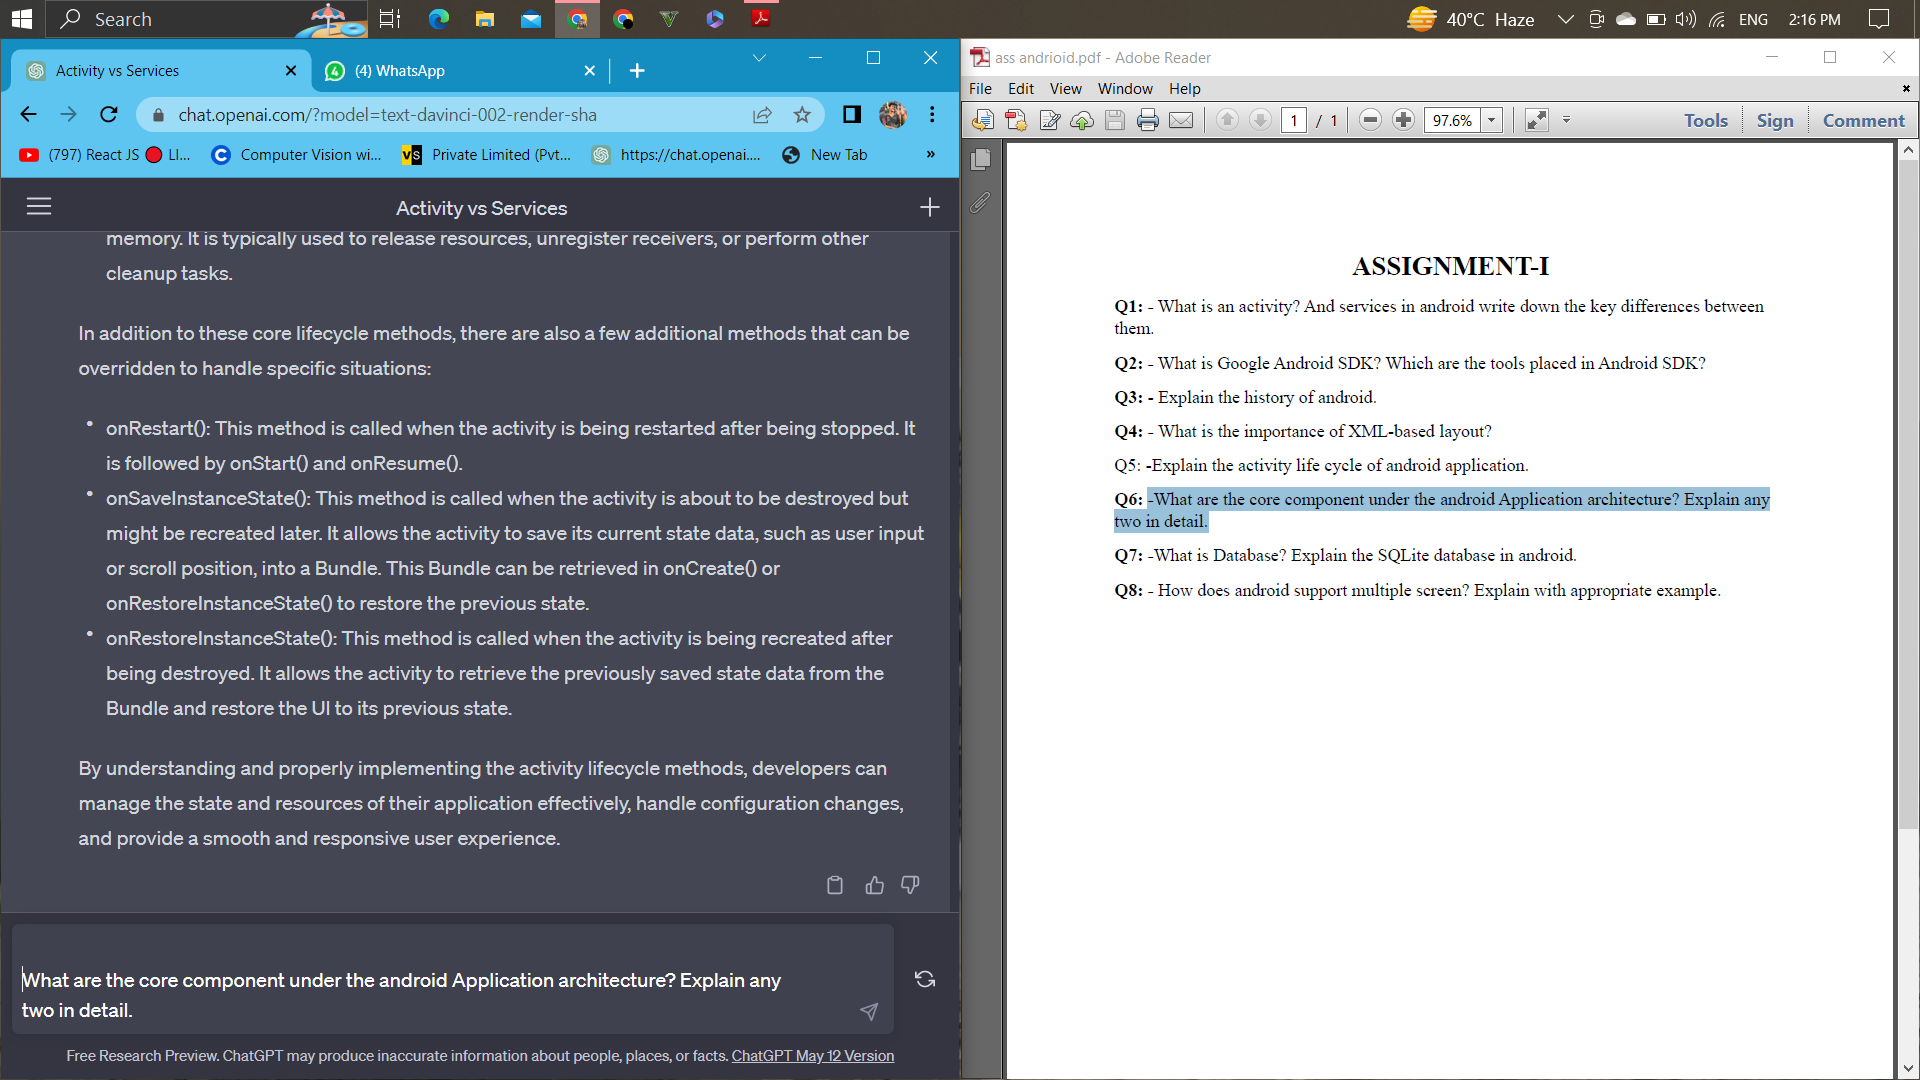 Search
40°C Haze
ENG
2:16 PM
Activity vs Services
(4) WhatsApp
chat.openai.com/?model=text-davinci-002-render-sha
(797) React JS 🔴 LI...
Computer Vision wi...
Private Limited (Pvt...
https://chat.openai....
New Tab
»
Activity vs Services
memory. It is typically used to release resources, unregister receivers, or perform other
cleanup tasks.
In addition to these core lifecycle methods, there are also a few additional methods that can be
overridden to handle specific situations:
• onRestart(): This method is called when the activity is being restarted after being stopped. It
is followed by onStart() and onResume().
• onSaveInstanceState(): This method is called when the activity is about to be destroyed but
might be recreated later. It allows the activity to save its current state data, such as user input
or scroll position, into a Bundle. This Bundle can be retrieved in onCreate() or
onRestoreInstanceState() to restore the previous state.
• onRestoreInstanceState(): This method is called when the activity is being recreated after
being destroyed. It allows the activity to retrieve the previously saved state data from the
Bundle and restore the UI to its previous state.
By understanding and properly implementing the activity lifecycle methods, developers can
manage the state and resources of their application effectively, handle configuration changes,
and provide a smooth and responsive user experience.
What are the core component under the android Application architecture? Explain any
two in detail.
Free Research Preview. ChatGPT may produce inaccurate information about people, places, or facts. ChatGPT May 12 Version
ass andrioid.pdf - Adobe Reader
File Edit View Window Help
1 / 1
97.6%
Tools Sign Comment
ASSIGNMENT-I
Q1: - What is an activity? And services in android write down the key differences between
them.
Q2: - What is Google Android SDK? Which are the tools placed in Android SDK?
Q3: - Explain the history of android.
Q4: - What is the importance of XML-based layout?
Q5: -Explain the activity life cycle of android application.
Q6: -What are the core component under the android Application architecture? Explain any
two in detail.
Q7: -What is Database? Explain the SQLite database in android.
Q8: - How does android support multiple screen? Explain with appropriate example.